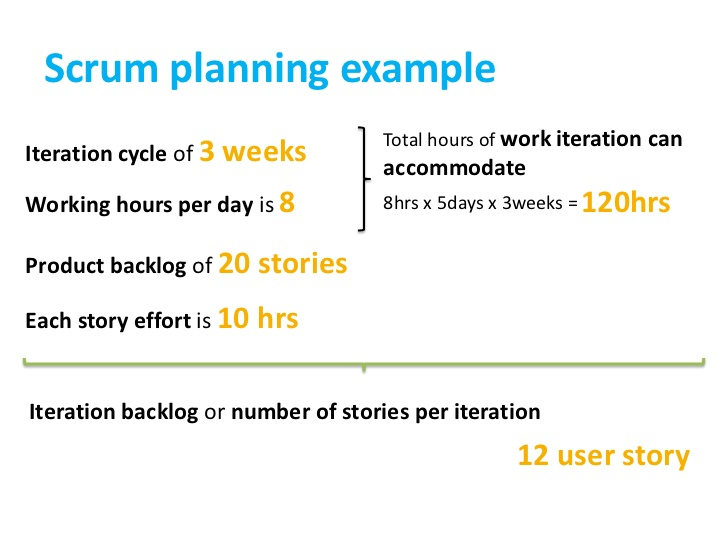 Scrum planning example
Iteration cycle of 3 weeks
Working hours per day is 8
Total hours of work iteration can
accommodate
8hrs x 5days x 3weeks = 120hrs
Product backlog of 20 stories
Each story effort is 10 hrs
Iteration backlog or number of stories per iteration
12 user story